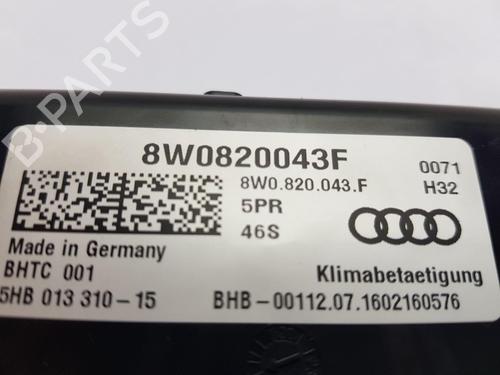 8W0820043F
0071
8W0.820.043.F
H32
5PR
46S
Made in Germany
BHTC 001
Klimabetaetigung
5HB 013 310-15
BHB-00112.07.1602160576